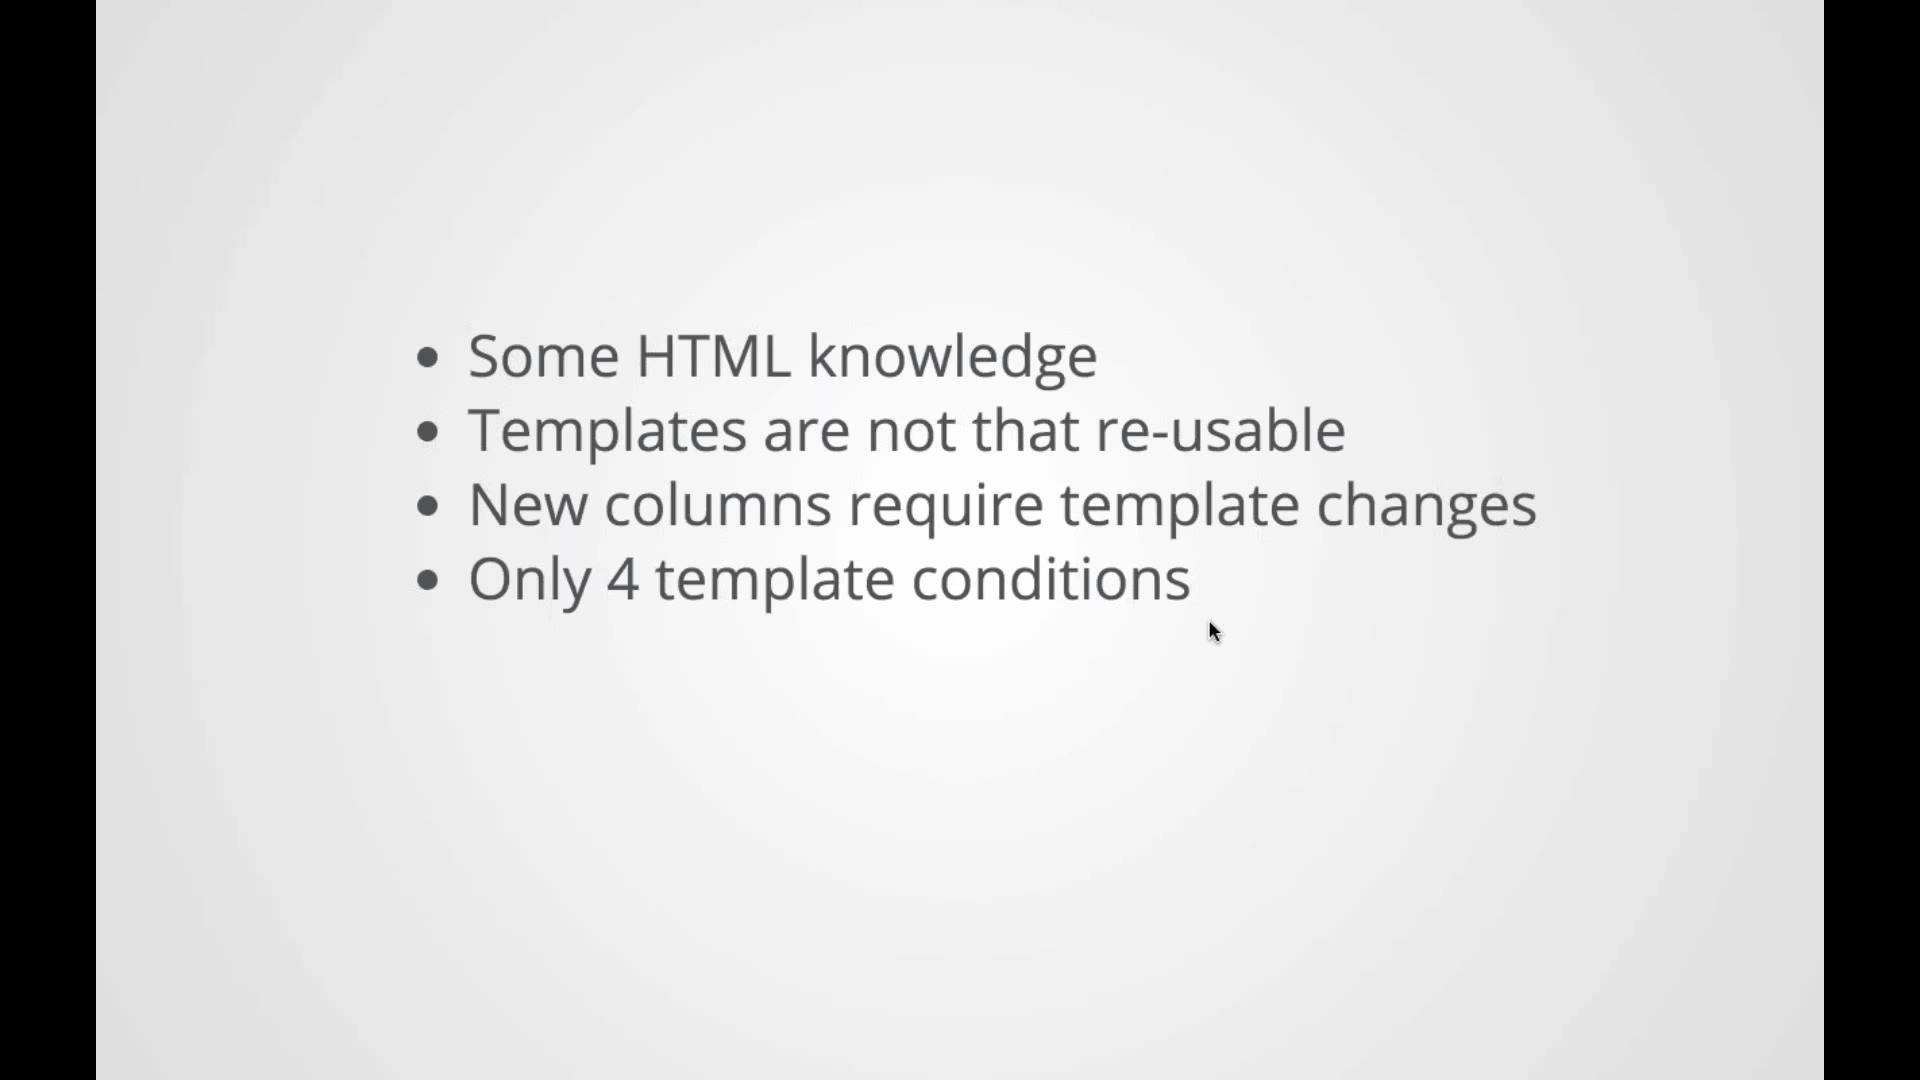 • Some HTML knowledge
• Templates are not that re-usable
• New columns require template changes
• Only 4 template conditions